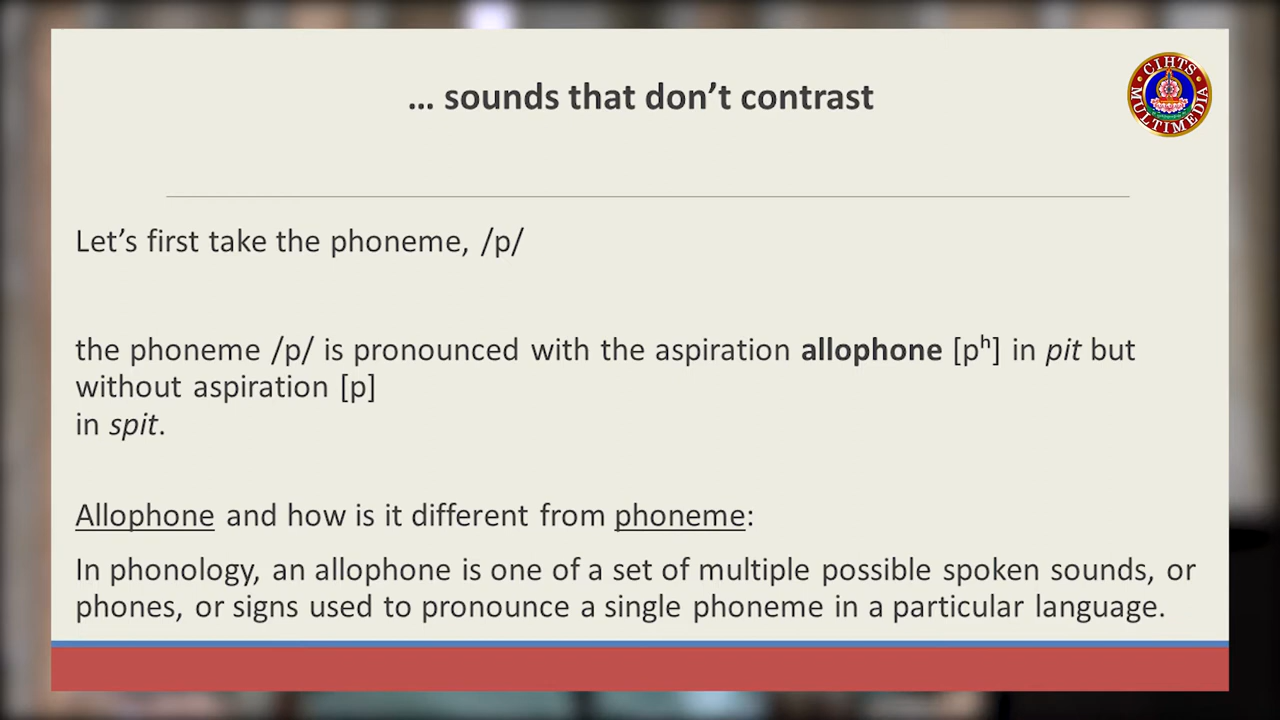 … sounds that don’t contrast
CIHTS
MULTIMEDIA
Let’s first take the phoneme, /p/
the phoneme /p/ is pronounced with the aspiration allophone [pʰ] in pit but
without aspiration [p]
in spit.
Allophone and how is it different from phoneme:
In phonology, an allophone is one of a set of multiple possible spoken sounds, or
phones, or signs used to pronounce a single phoneme in a particular language.